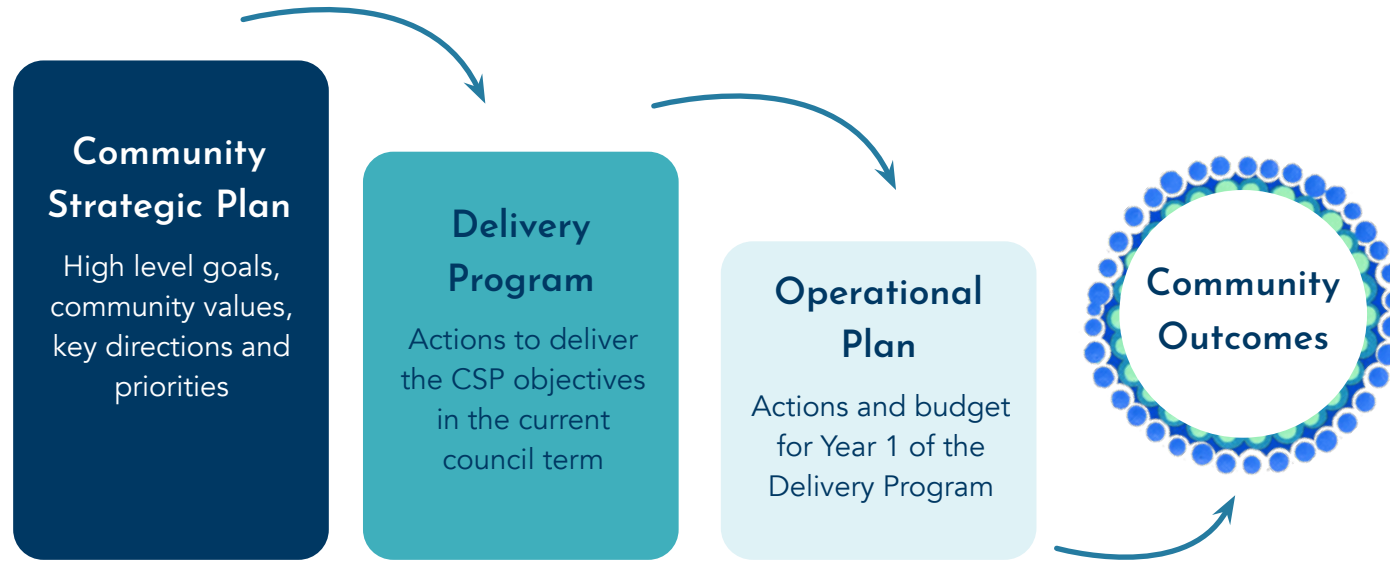 Community
Strategic Plan
High level goals,
community values,
key directions and
priorities
Delivery
Program
Actions to deliver
the CSP objectives
in the current
council term
Operational
Plan
Actions and budget
for Year 1 of the
Delivery Program
Community
Outcomes